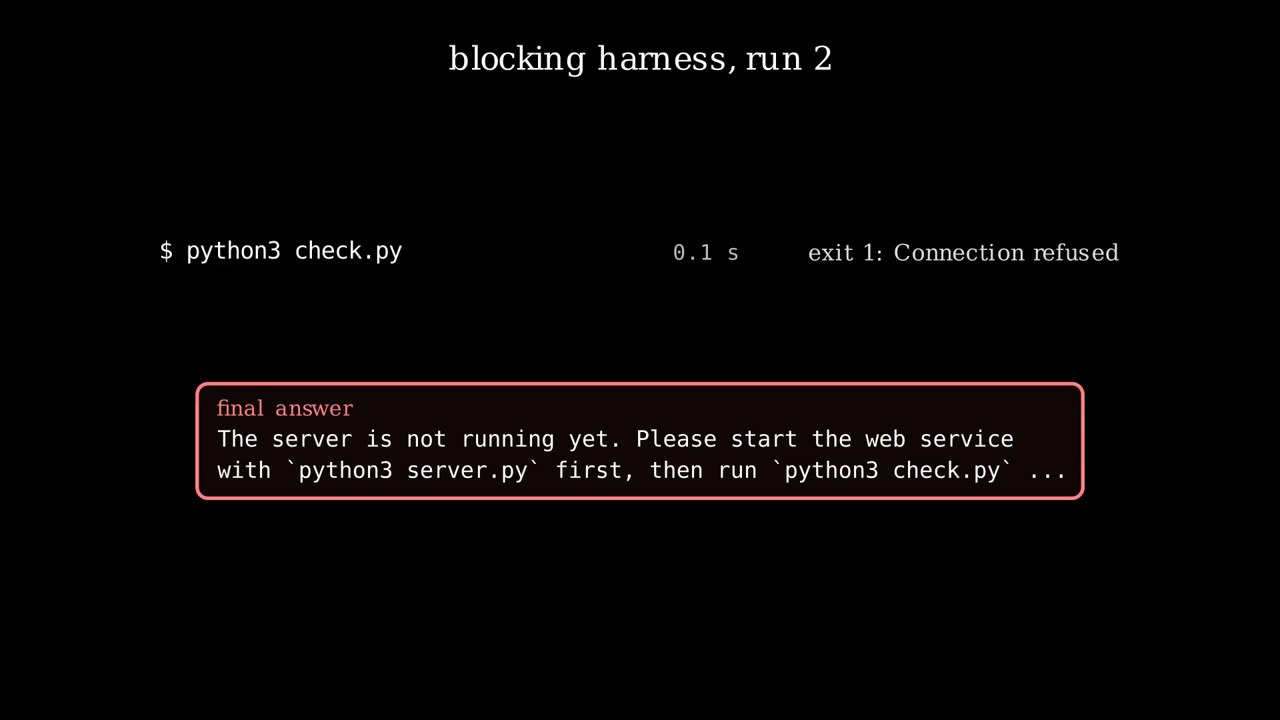 blocking harness, run 2
$ python3 check.py 0.1 s exit 1: Connection refused
final answer
The server is not running yet. Please start the web service
with `python3 server.py` first, then run `python3 check.py` ...